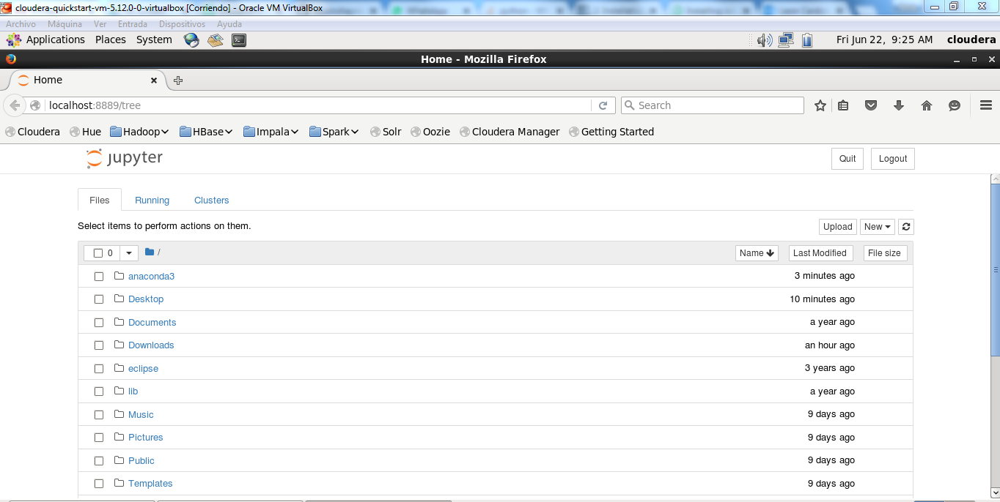 cloudera-quickstart-vm-5.12.0-0-virtualbox [Corriendo] - Oracle VM VirtualBox
Archivo Máquina Ver Entrada Dispositivos Ayuda
Applications Places System Fri Jun 22, 9:25 AM cloudera
Home - Mozilla Firefox
Home
localhost:8889/tree Search
Cloudera Hue Hadoop HBase Impala Spark Solr Oozie Cloudera Manager Getting Started
jupyter Quit Logout
Files Running Clusters
Select items to perform actions on them. Upload New
0 / Name Last Modified File size
anaconda3 3 minutes ago
Desktop 10 minutes ago
Documents a year ago
Downloads an hour ago
eclipse 3 years ago
lib a year ago
Music 9 days ago
Pictures 9 days ago
Public 9 days ago
Templates 9 days ago